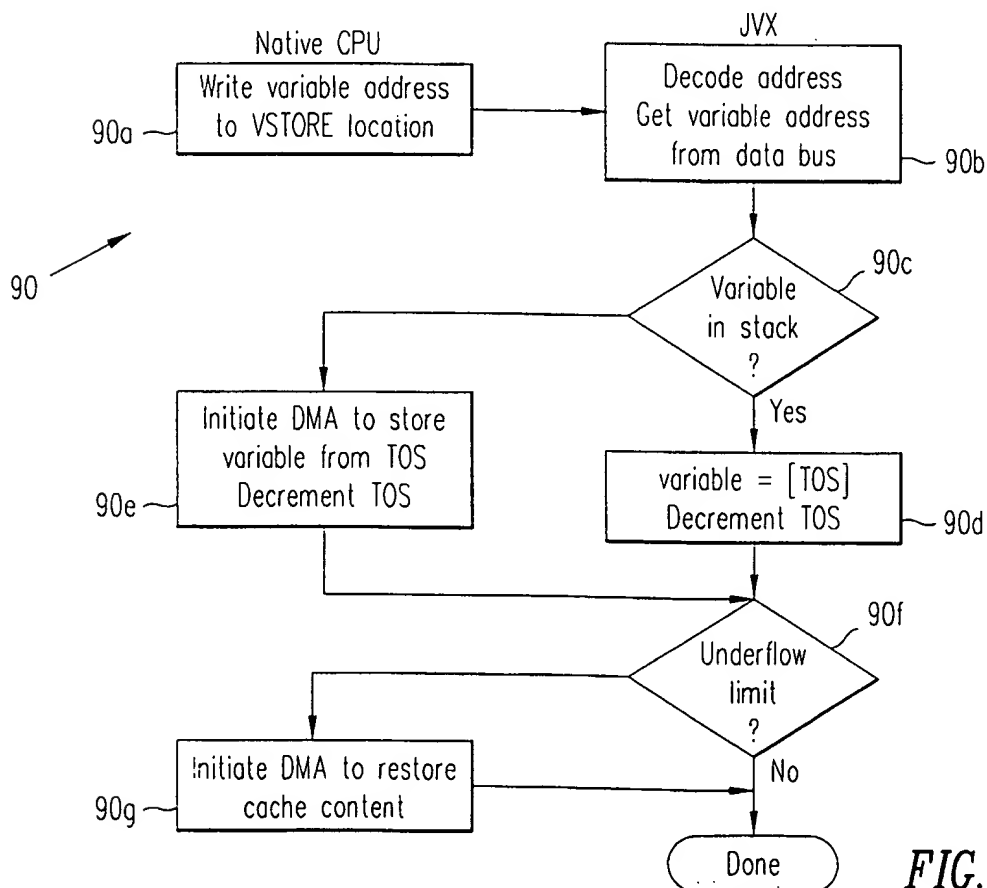 Native CPU
Write variable address
to VSTORE location
90a
JVX
Decode address
Get variable address
from data bus
90b
90
Variable
in stack
?
90c
Yes
Initiate DMA to store
variable from TOS
Decrement TOS
90e
variable = [TOS]
Decrement TOS
90d
Underflow
limit
?
90f
No
Initiate DMA to restore
cache content
90g
Done
FIG.